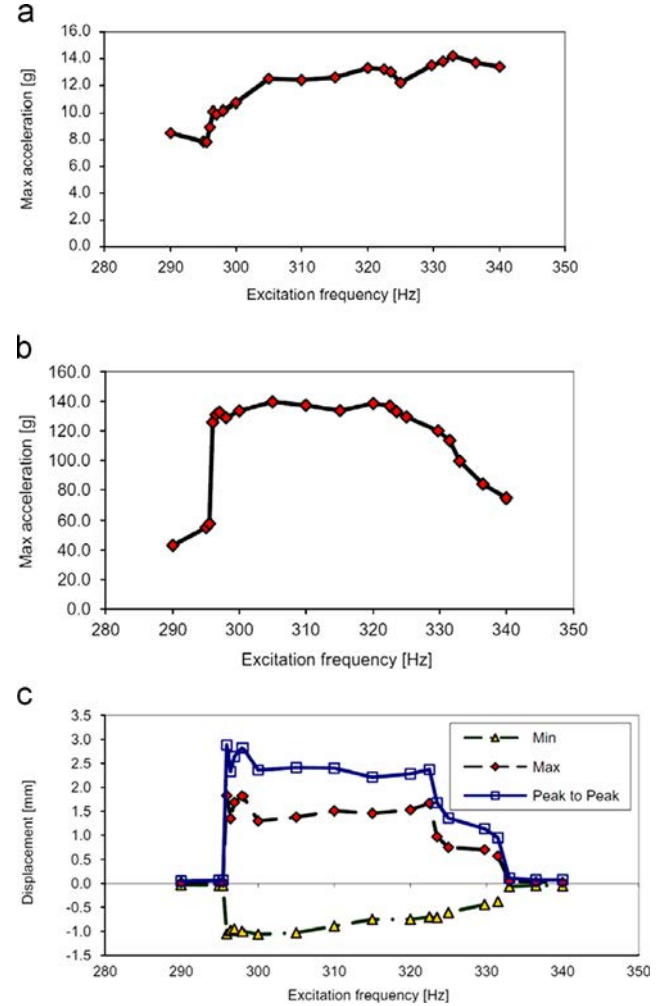 a
16.0
14.0
12.0
10.0
8.0
6.0
4.0
2.0
0.0
Max acceleration [g]
280 290 300 310 320 330 340 350
Excitation frequency [Hz]
b
160.0
140.0
120.0
100.0
80.0
60.0
40.0
20.0
0.0
Max acceleration [g]
280 290 300 310 320 330 340 350
Excitation frequency [Hz]
c
3.5
3.0
2.5
2.0
1.5
1.0
0.5
0.0
-0.5
-1.0
-1.5
Displacement [mm]
Min
Max
Peak to Peak
280 290 300 310 320 330 340 350
Excitation frequency [Hz]